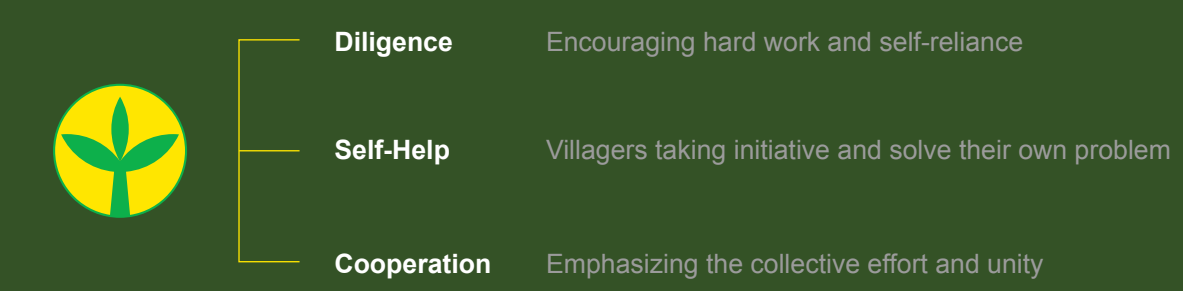 Diligence Encouraging hard work and self-reliance
Self-Help Villagers taking initiative and solve their own problem
Cooperation Emphasizing the collective effort and unity